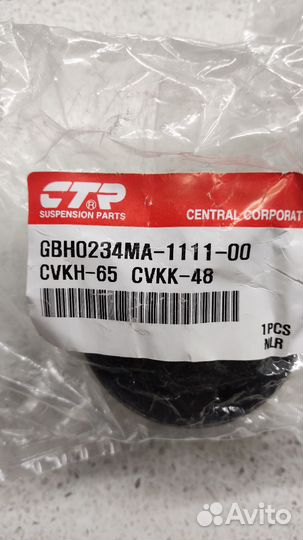 CTR
SUSPENSION PARTS
CENTRAL CORPORAT
GBH0234MA-1111-00
CVKH-65 CVKK-48
1PCS
NLR
Avito